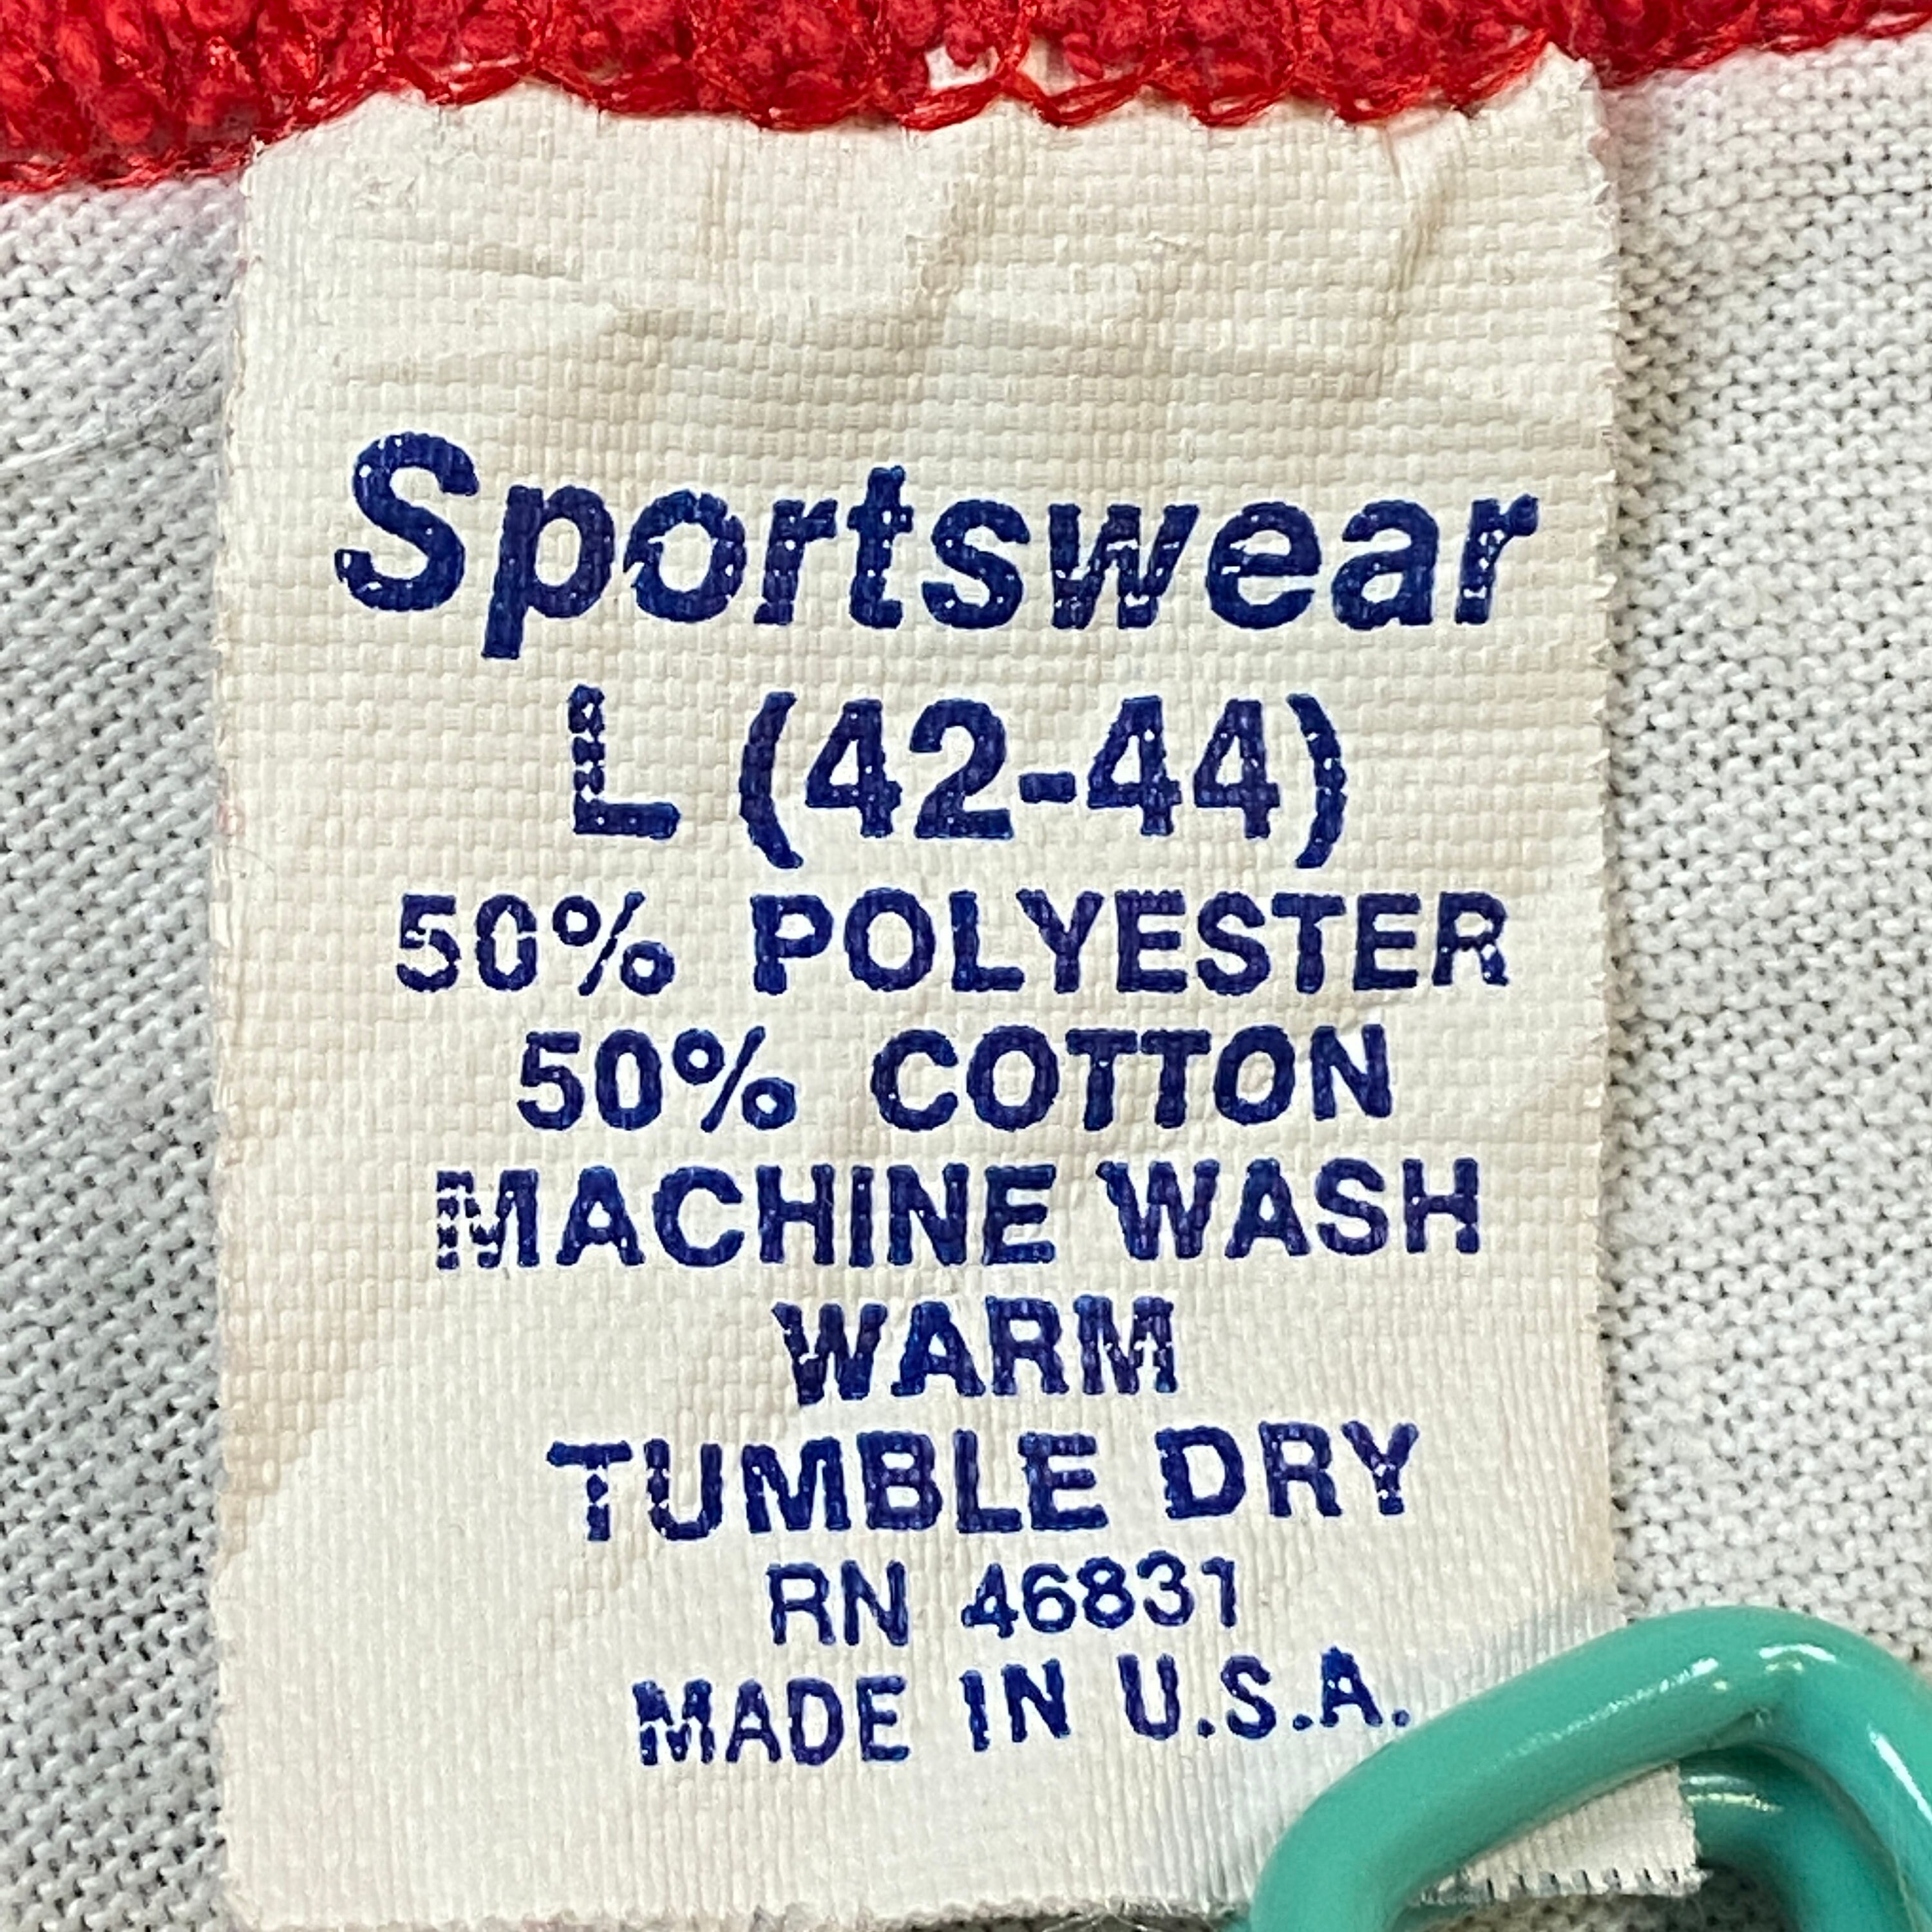 Sportswear
L (42-44)
50% POLYESTER
50% COTTON
MACHINE WASH
WARM
TUMBLE DRY
RN 46831
MADE IN U.S.A.